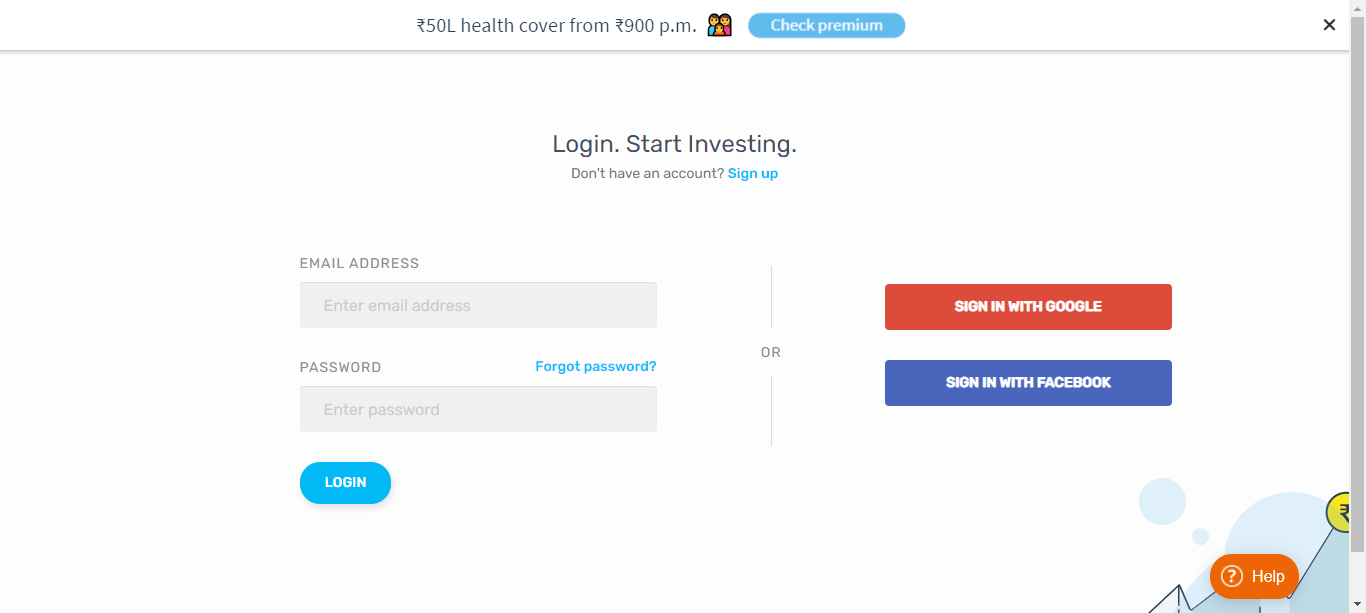 ₹50L health cover from ₹900 p.m. Check premium
Login. Start Investing.
Don't have an account? Sign up
EMAIL ADDRESS
Enter email address
PASSWORD Forgot password?
Enter password
LOGIN
OR
SIGN IN WITH GOOGLE
SIGN IN WITH FACEBOOK
₹
? Help